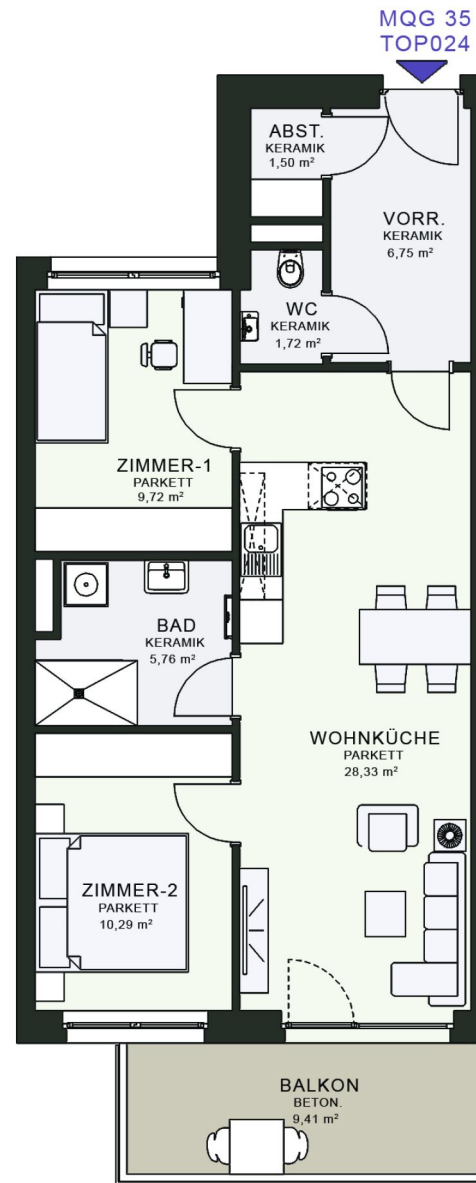 MQG 35
TOP024
ABST.
KERAMIK
1,50 m²
VORR.
KERAMIK
6,75 m²
WC
KERAMIK
1,72 m²
ZIMMER-1
PARKETT
9,72 m²
BAD
KERAMIK
5,76 m²
WOHNKÜCHE
PARKETT
28,33 m²
ZIMMER-2
PARKETT
10,29 m²
BALKON
BETON.
9,41 m²